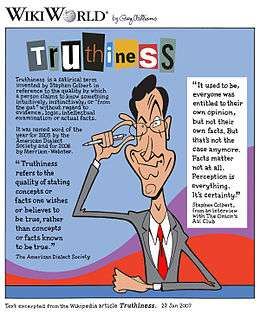 WIKIWORLD® by Greg Williams
TRUTHINESS
Truthiness is a satirical term
invented by Stephen Colbert in
reference to the quality by which
a person claims to know something
intuitively, instinctively, or "from
the gut" without regard to
evidence, logic, intellectual
examination or actual facts.
It was named word of the
year for 2005 by the American
Dialect Society and for 2006
by Merriam-Webster.
"Truthiness
refers to the
quality of stating
concepts or
facts one wishes
or believes to
be true, rather
than concepts
or facts known
to be true."
The American Dialect Society
"It used to be,
everyone was
entitled to their
own opinion,
but not their
own facts. But
that's not the
case anymore.
Facts matter
not at all.
Perception is
everything.
It's certainty."
Stephen Colbert,
from an interview
with The Onion's
A.V. Club
Text excerpted from the Wikipedia article Truthiness. 22 Jan 2007